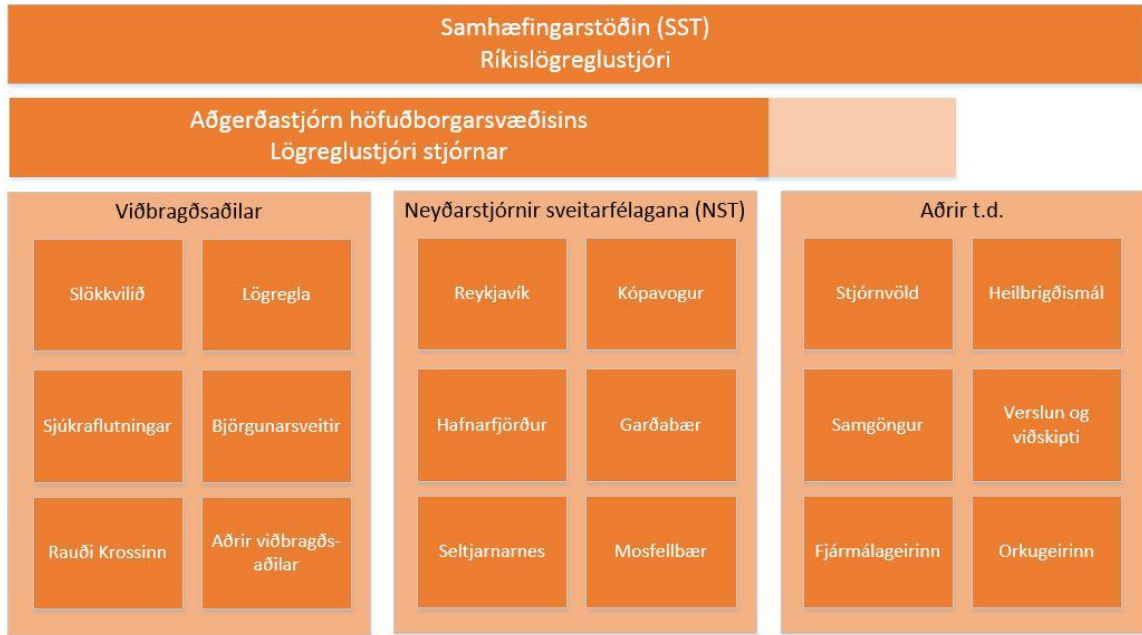 Samhæfingarstöðin (SST)
Ríkislögreglustjóri
Aðgerðastjórn höfuðborgarsvæðisins
Lögreglustjóri stjórnar
Viðbragðsaðilar
Slökkvilið
Lögregla
Sjúkraflutningar
Björgunarsveitir
Rauði Krossinn
Aðrir viðbragðs-
aðilar
Neyðarstjórnir sveitarfélagana (NST)
Reykjavík
Kópavogur
Hafnarfjörður
Garðabær
Seltjarnarnes
Mosfellbær
Aðrir t.d.
Stjórnvöld
Heilbrigðismál
Samgöngur
Verslun og
viðskipti
Fjármálageirinn
Orkugeirinn